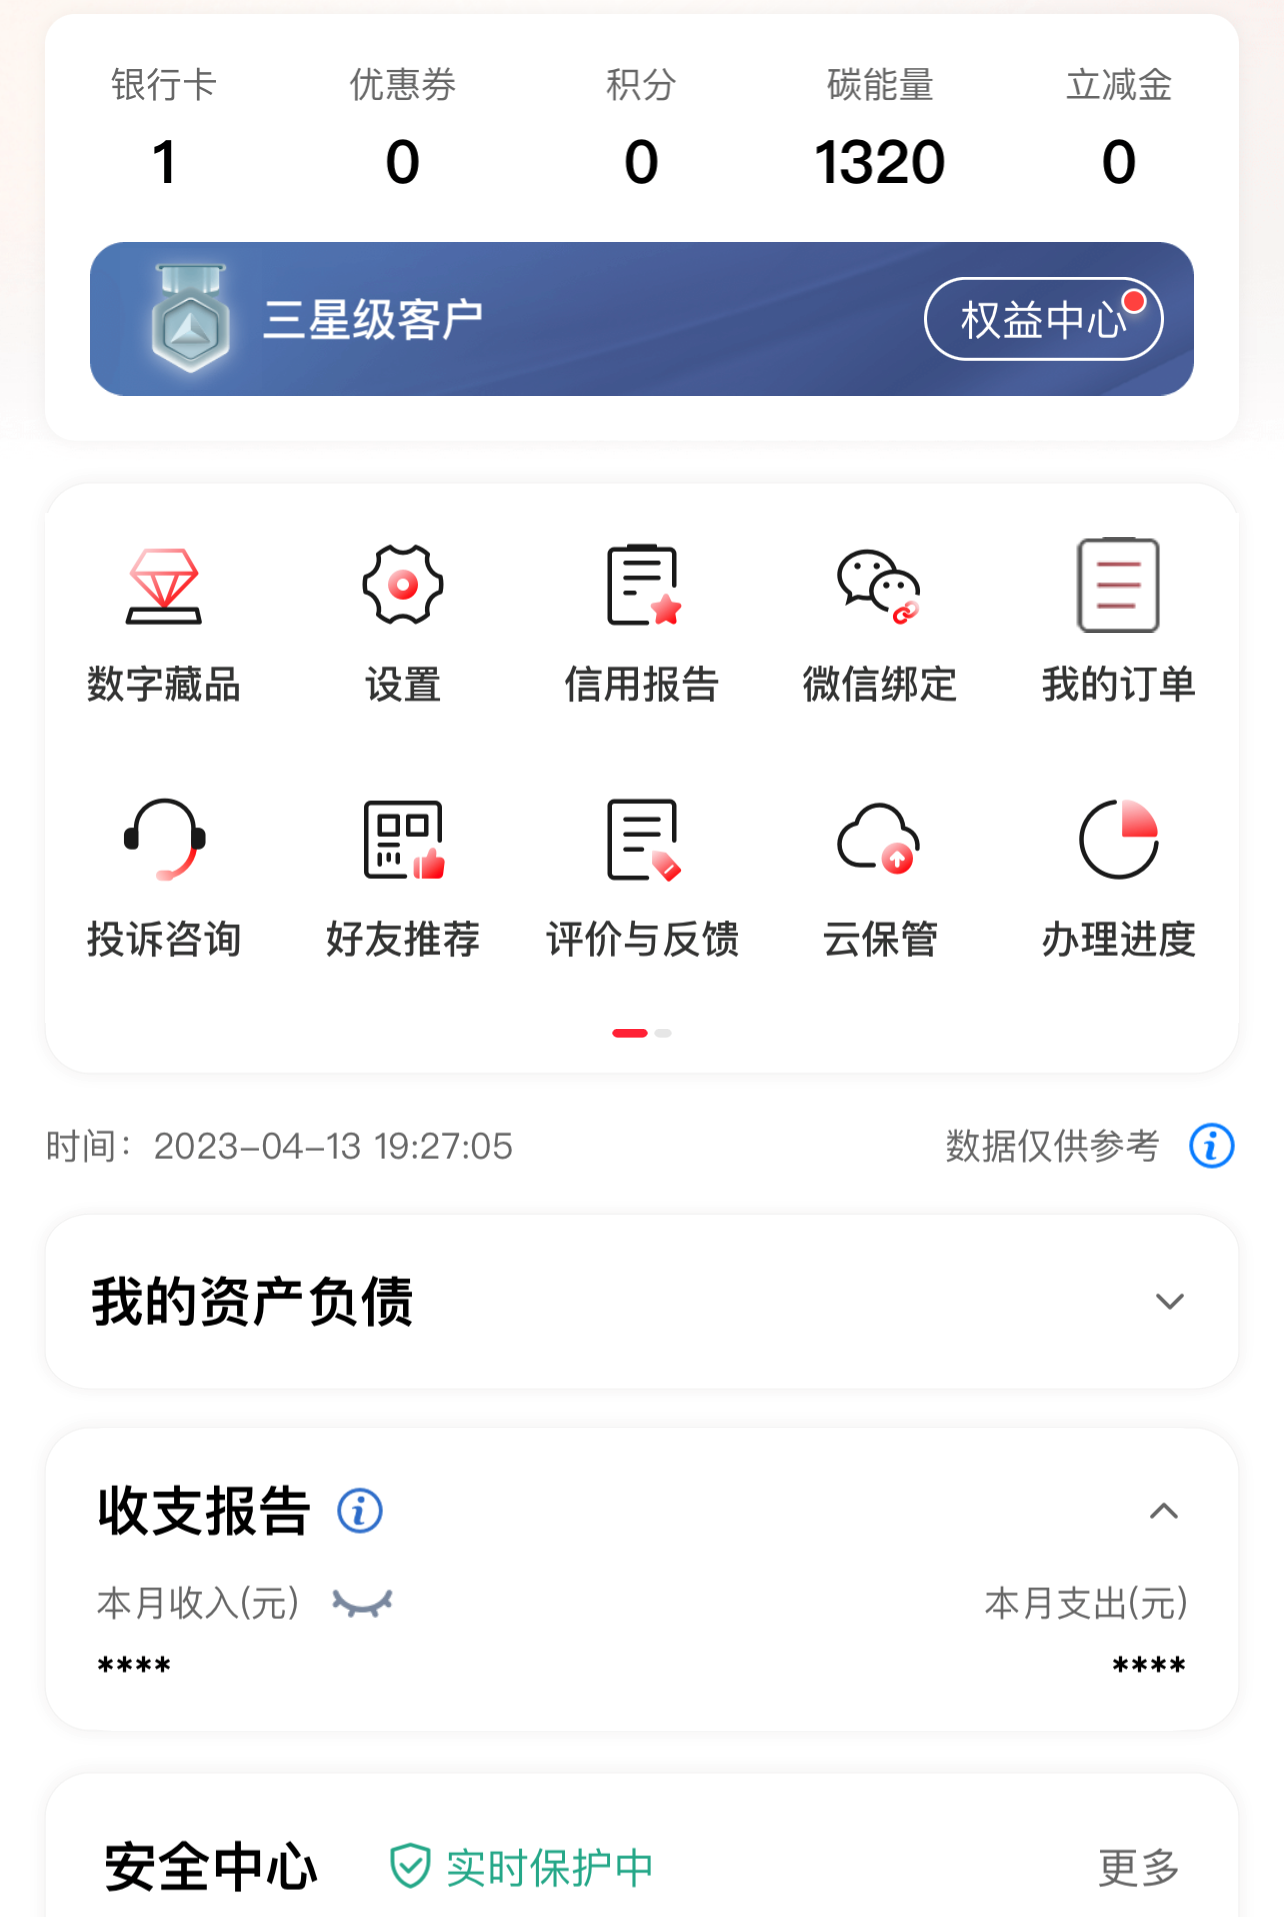 银行卡 优惠券 积分 碳能量 立减金
1 0 0 1320 0
三星级客户 权益中心
数字藏品 设置 信用报告 微信绑定 我的订单
投诉咨询 好友推荐 评价与反馈 云保管 办理进度
时间：2023-04-13 19:27:05 数据仅供参考
我的资产负债
收支报告
本月收入(元) 本月支出(元)
**** ****
安全中心 实时保护中 更多